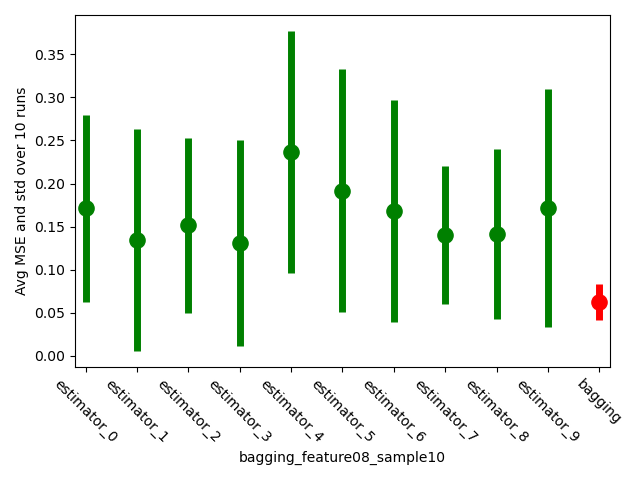 Avg MSE and std over 10 runs
0.35
0.30
0.25
0.20
0.15
0.10
0.05
0.00
estimator_0
estimator_1
estimator_2
estimator_3
estimator_4
estimator_5
estimator_6
estimator_7
estimator_8
estimator_9
bagging
bagging_feature08_sample10